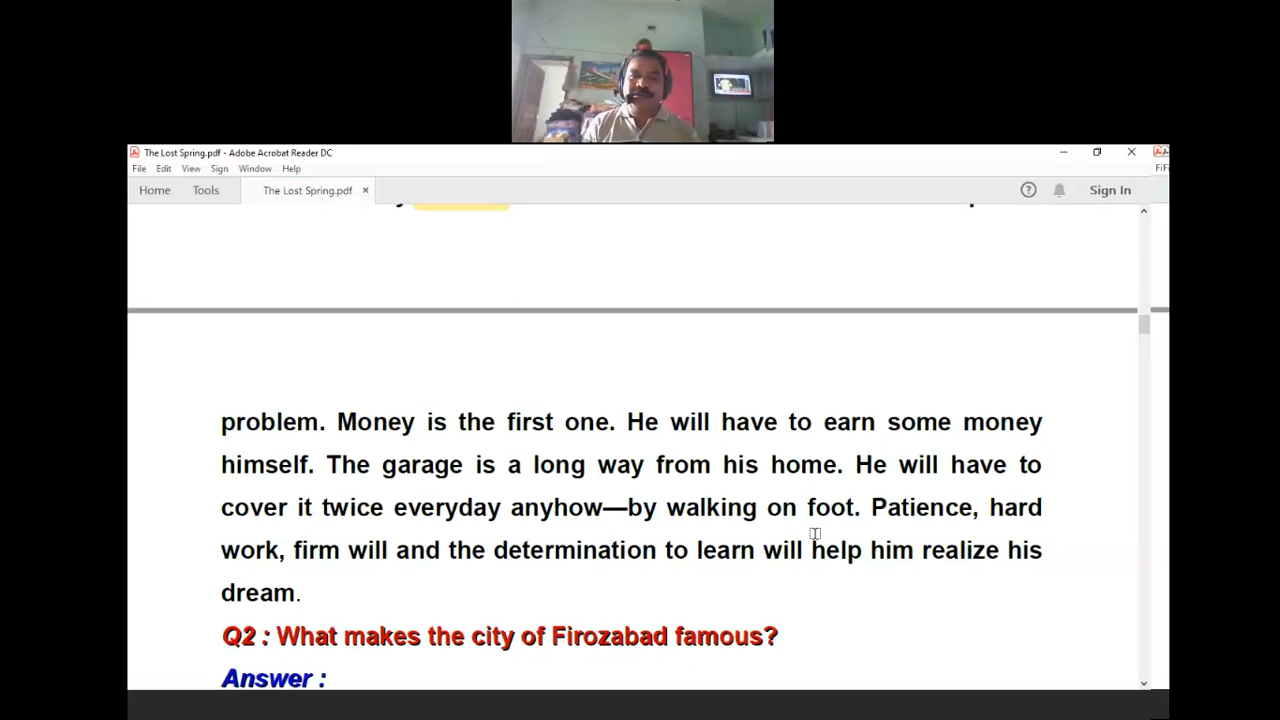 The Lost Spring.pdf - Adobe Acrobat Reader DC
File Edit View Sign Window Help
FiFi
Home Tools The Lost Spring.pdf × Sign In
problem. Money is the first one. He will have to earn some money
himself. The garage is a long way from his home. He will have to
cover it twice everyday anyhow—by walking on foot. Patience, hard
work, firm will and the determination to learn will help him realize his
dream.
Q2 : What makes the city of Firozabad famous?
Answer :